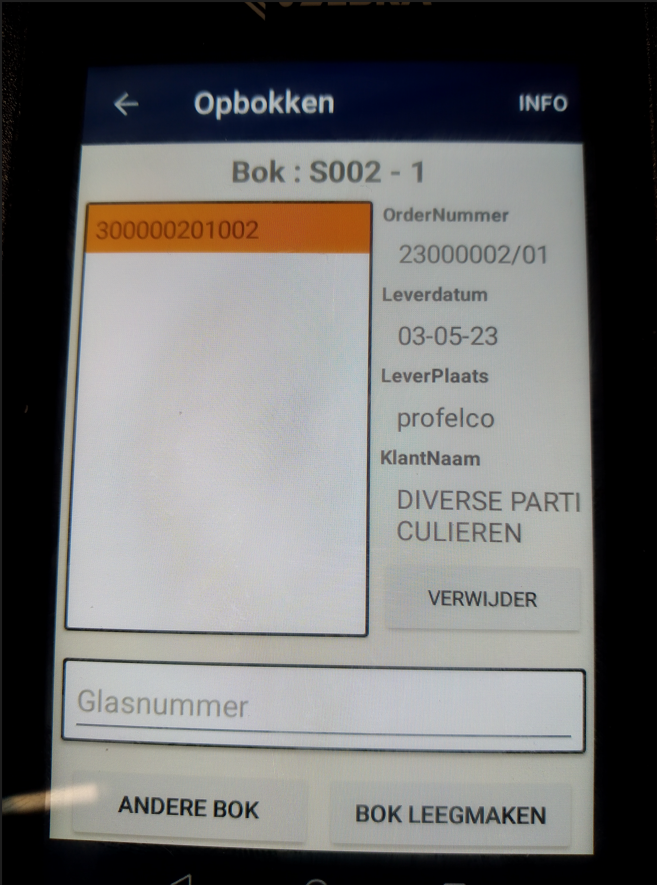 Opbokken
INFO
Bok : S002 - 1
300000201002
OrderNummer
23000002/01
Leverdatum
03-05-23
LeverPlaats
profelco
KlantNaam
DIVERSE PARTI
CULIEREN
VERWIJDER
Glasnummer
ANDERE BOK
BOK LEEGMAKEN